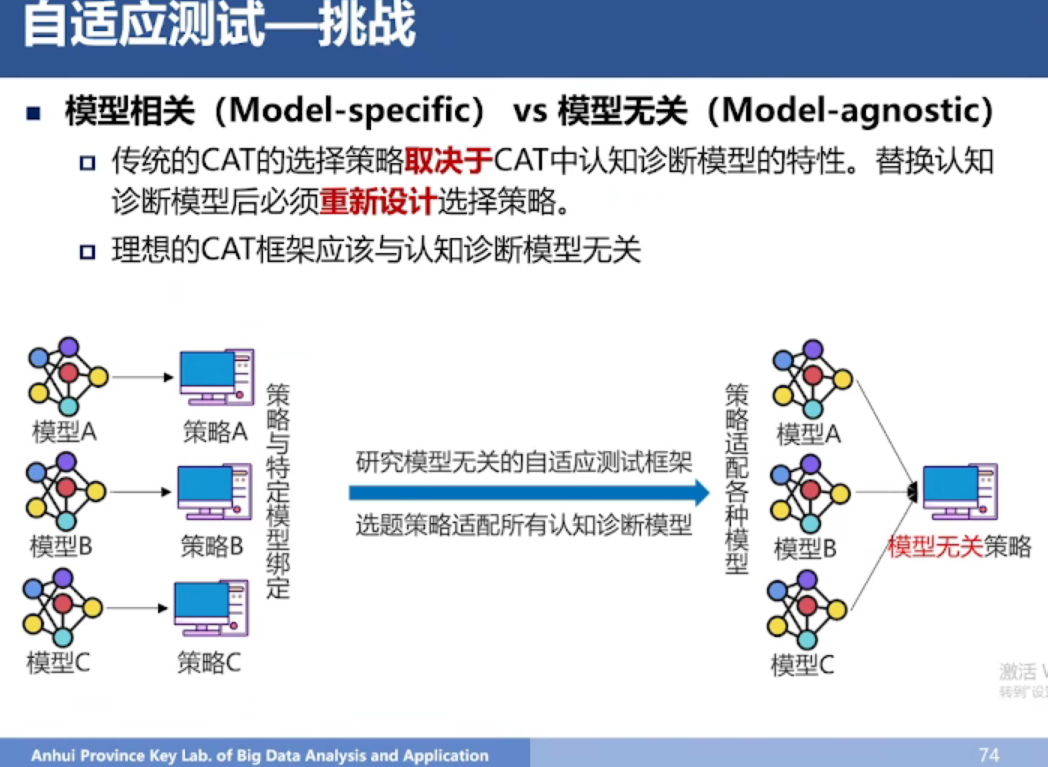 自适应测试—挑战
模型相关（Model-specific） vs 模型无关（Model-agnostic）
传统的CAT的选择策略取决于CAT中认知诊断模型的特性。替换认知
诊断模型后必须重新设计选择策略。
理想的CAT框架应该与认知诊断模型无关
模型A
策略A
模型B
策略B
模型C
策略C
策略与特定模型绑定
研究模型无关的自适应测试框架
选题策略适配所有认知诊断模型
策略适配各种模型
模型A
模型B
模型C
模型无关策略
激活
转到"设
Anhui Province Key Lab. of Big Data Analysis and Application
74